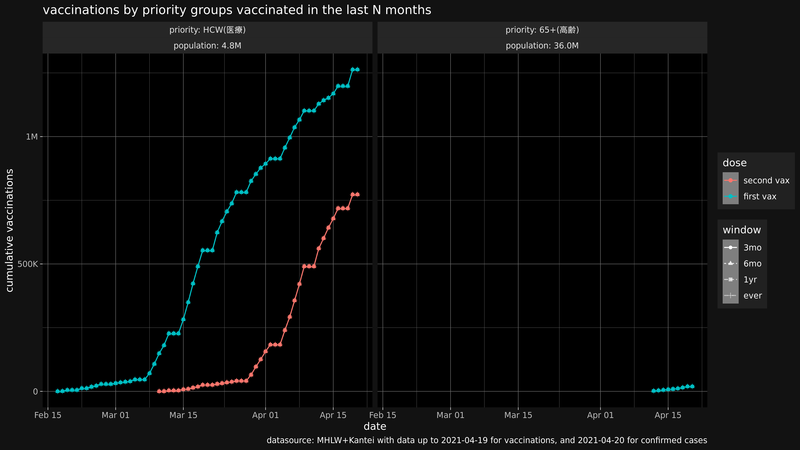 vaccinations by priority groups vaccinated in the last N months
priority: HCW(医療)
population: 4.8M
priority: 65+(高齢)
population: 36.0M
cumulative vaccinations
1M
500K
0
Feb 15
Mar 01
Mar 15
Apr 01
Apr 15
Feb 15
Mar 01
Mar 15
Apr 01
Apr 15
date
dose
second vax
first vax
window
3mo
6mo
1yr
ever
datasource: MHLW+Kantei with data up to 2021-04-19 for vaccinations, and 2021-04-20 for confirmed cases